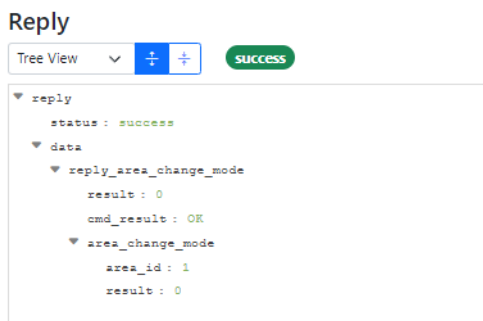 Reply
Tree View success
reply
status : success
data
reply_area_change_mode
result : 0
cmd_result : OK
area_change_mode
area_id : 1
result : 0